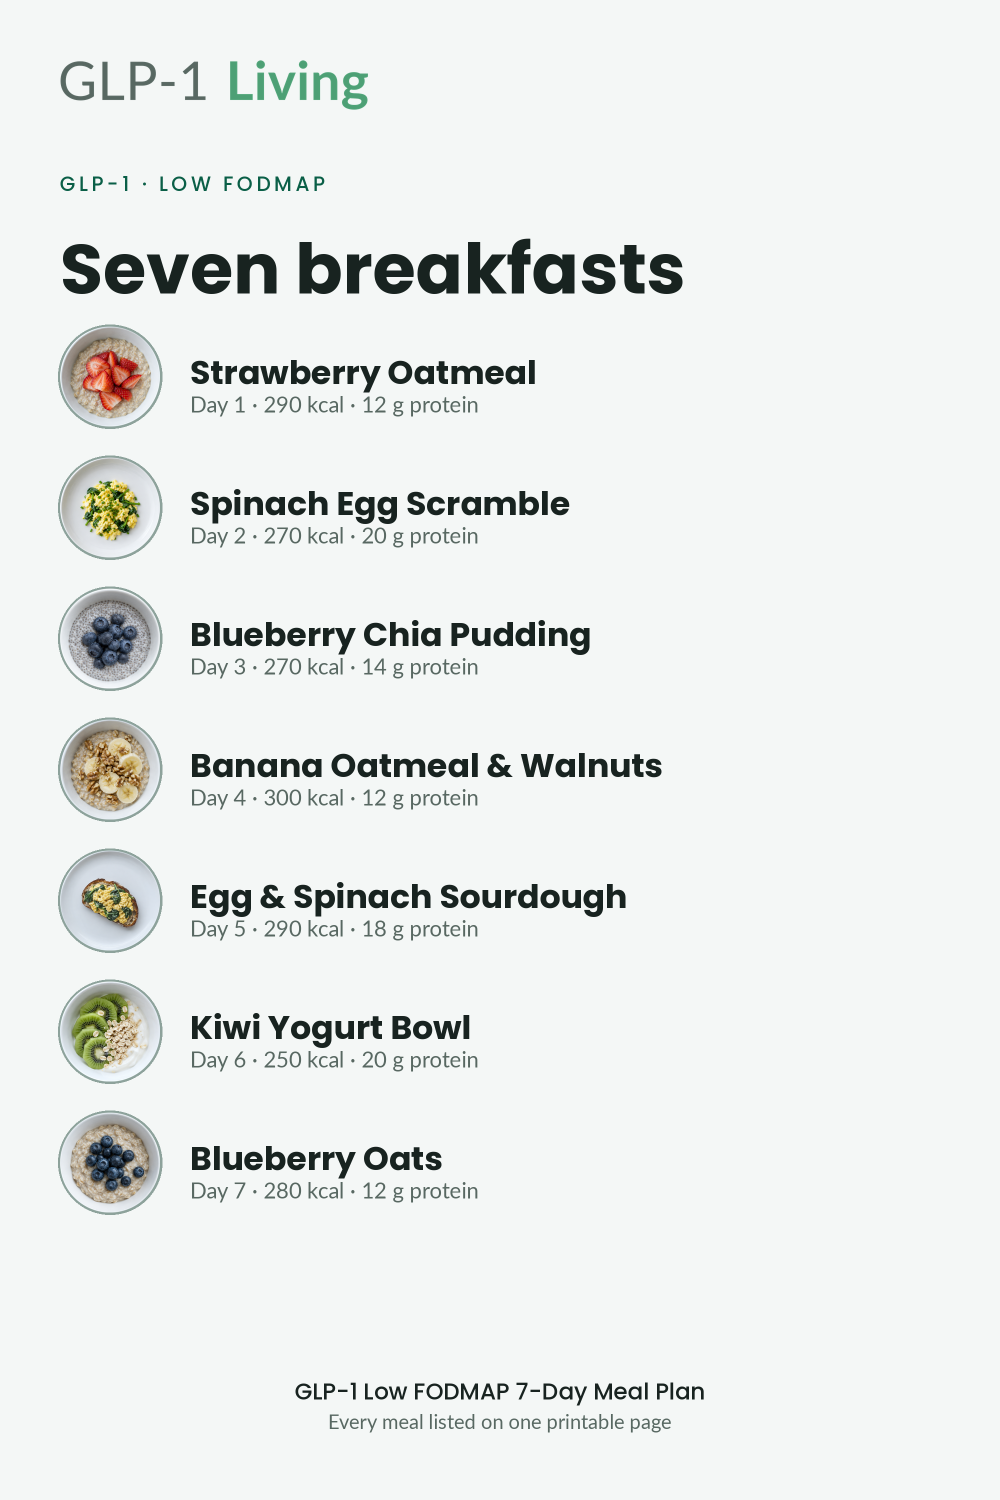 GLP-1 Living
GLP-1 · LOW FODMAP
Seven breakfasts
Strawberry Oatmeal
Day 1 · 290 kcal · 12 g protein
Spinach Egg Scramble
Day 2 · 270 kcal · 20 g protein
Blueberry Chia Pudding
Day 3 · 270 kcal · 14 g protein
Banana Oatmeal & Walnuts
Day 4 · 300 kcal · 12 g protein
Egg & Spinach Sourdough
Day 5 · 290 kcal · 18 g protein
Kiwi Yogurt Bowl
Day 6 · 250 kcal · 20 g protein
Blueberry Oats
Day 7 · 280 kcal · 12 g protein
GLP-1 Low FODMAP 7-Day Meal Plan
Every meal listed on one printable page